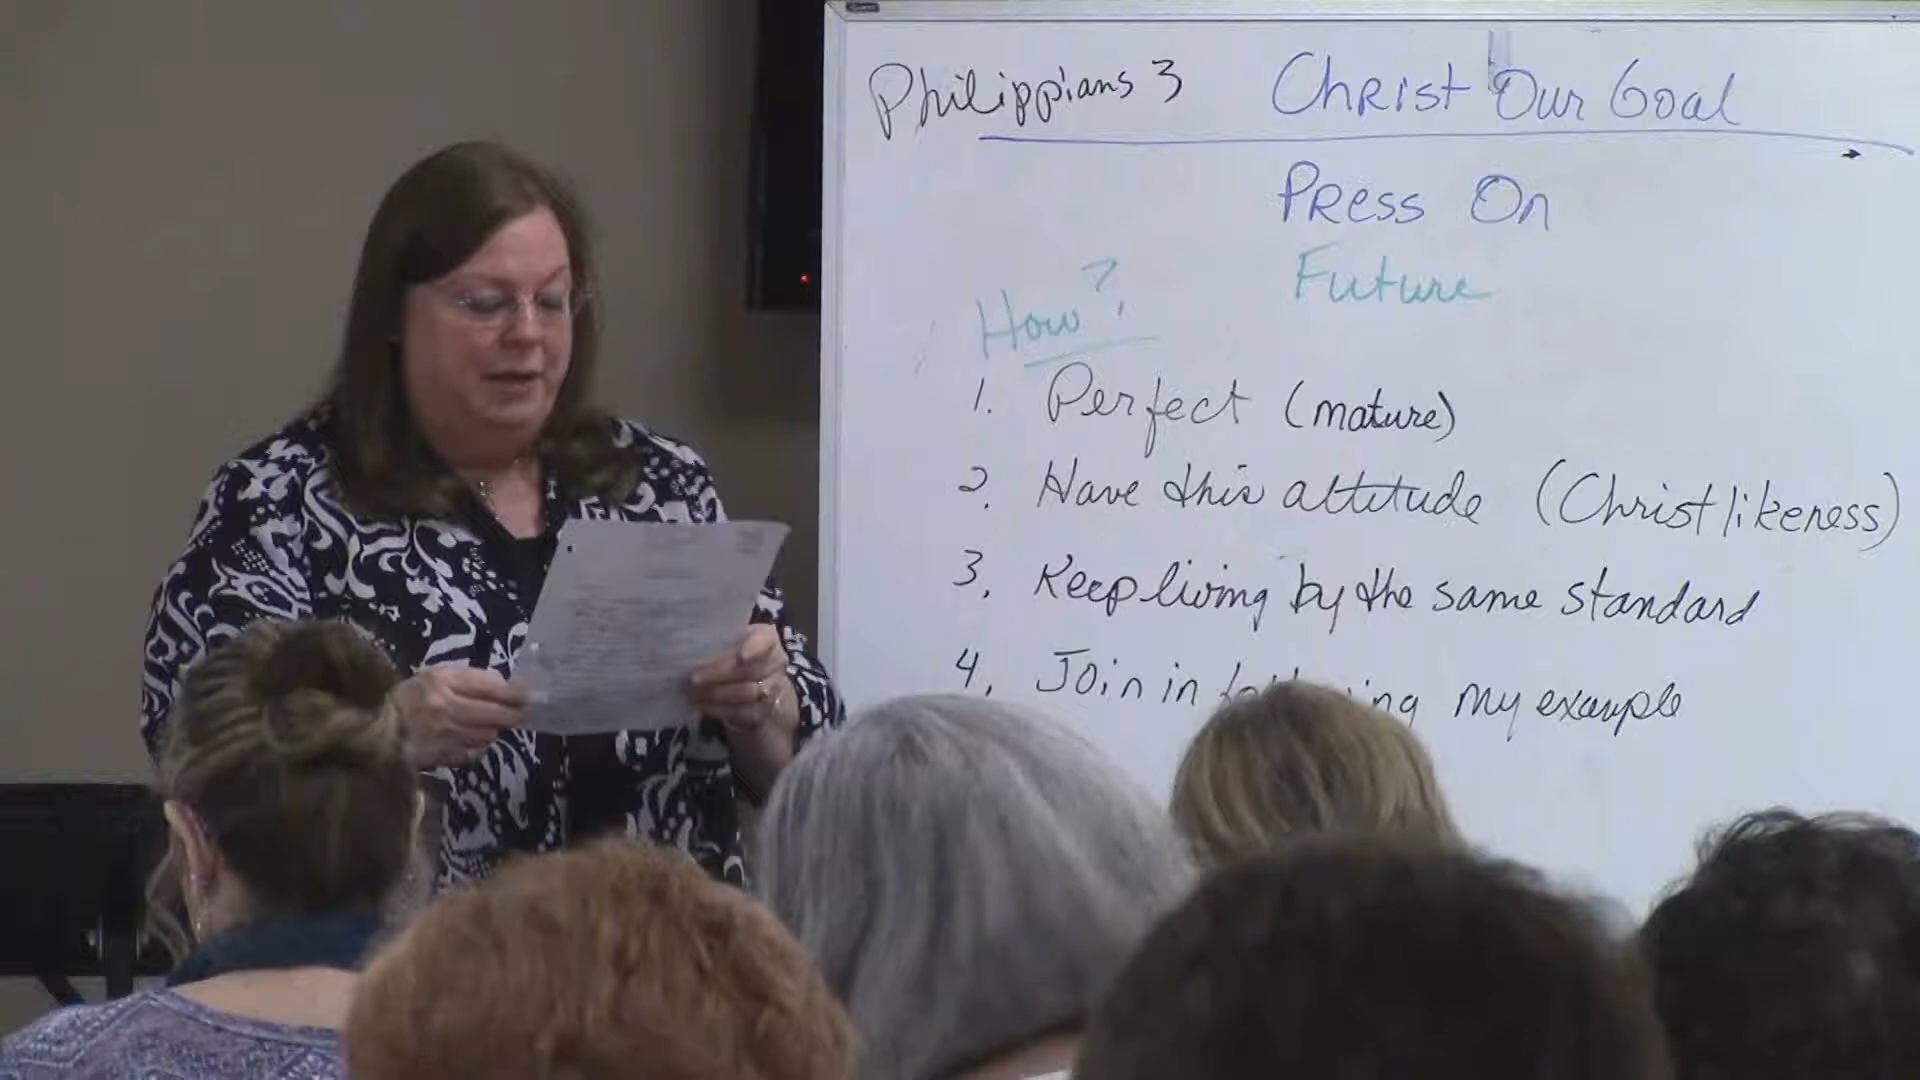 Philippians 3 Christ Our Goal
Press On
Future
How?
1. Perfect (mature)
2. Have this attitude (Christlikeness)
3. Keep living by the same standard
4. Join in my example